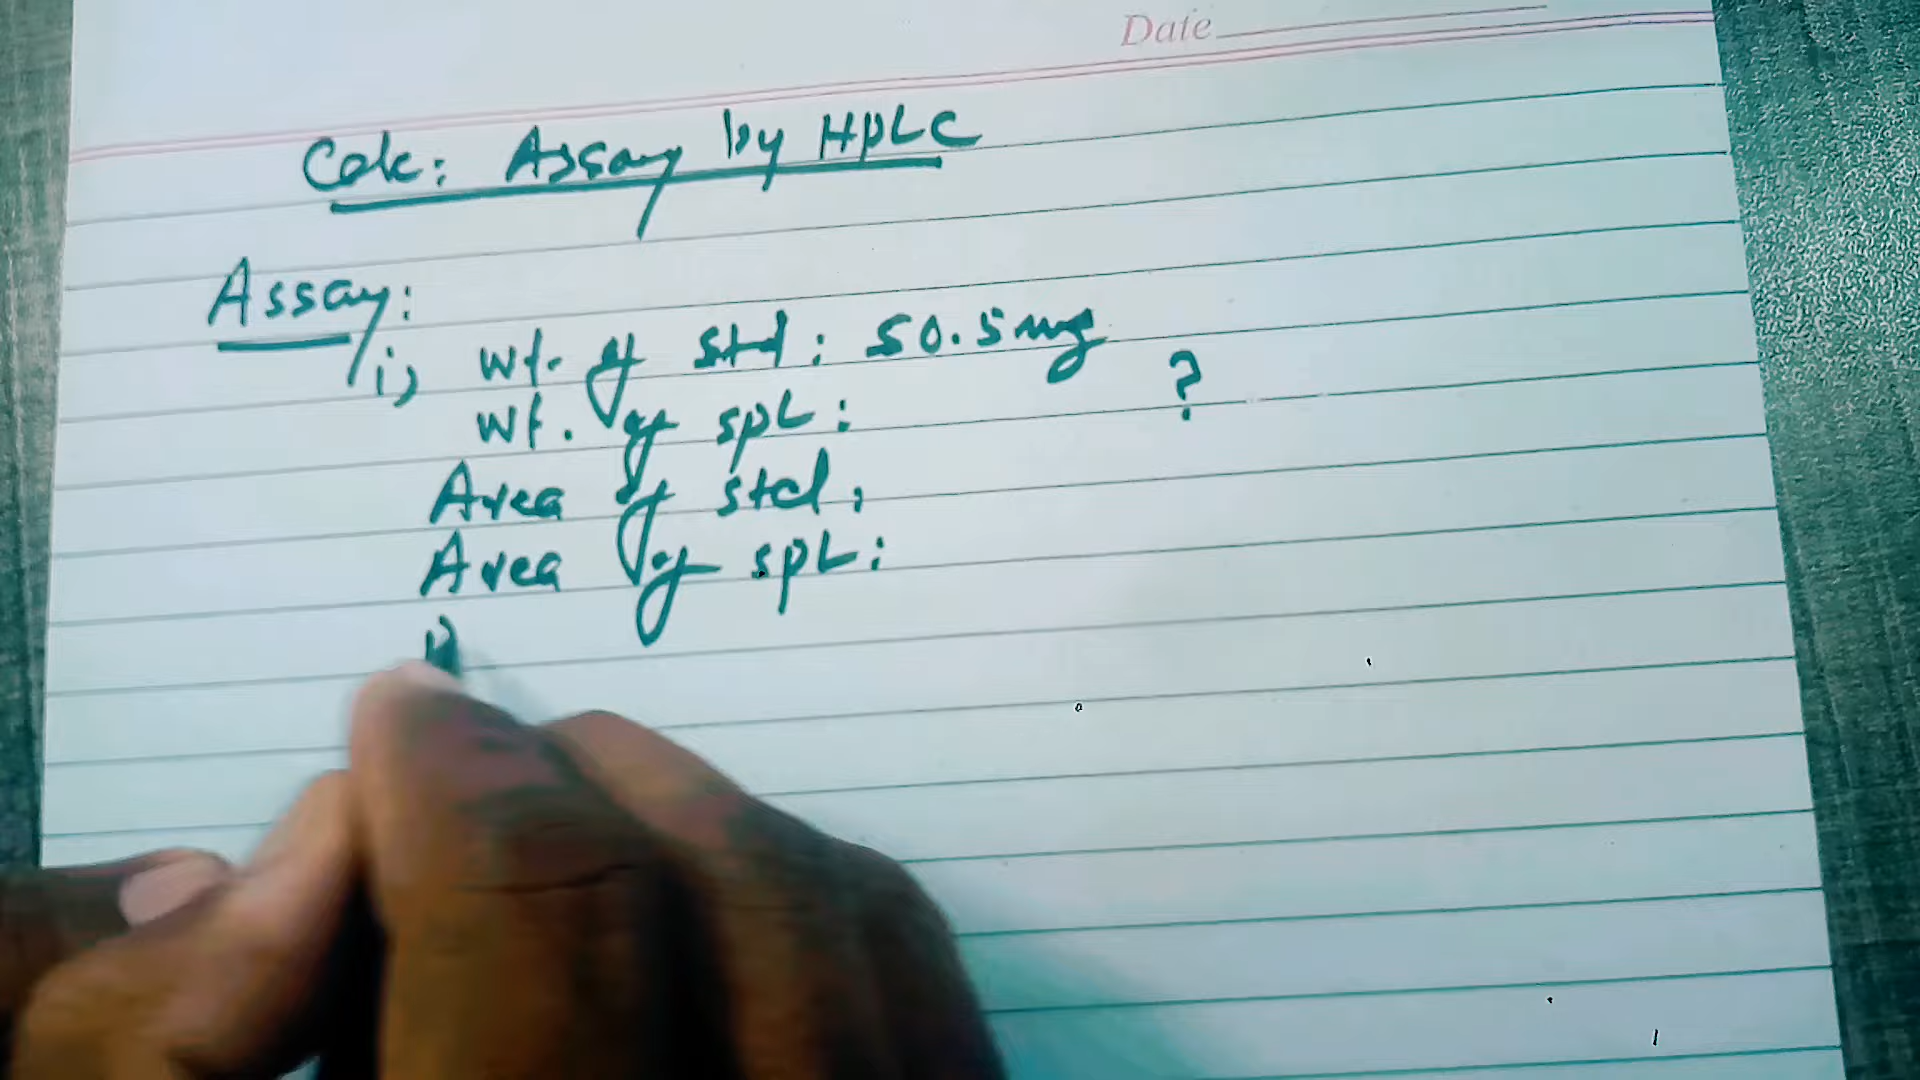 Date
Calc: Assay by HPLC
Assay:
i) wt. of std: 50.5mg
?
wt. of spL:
Area of std,
Area of spL: